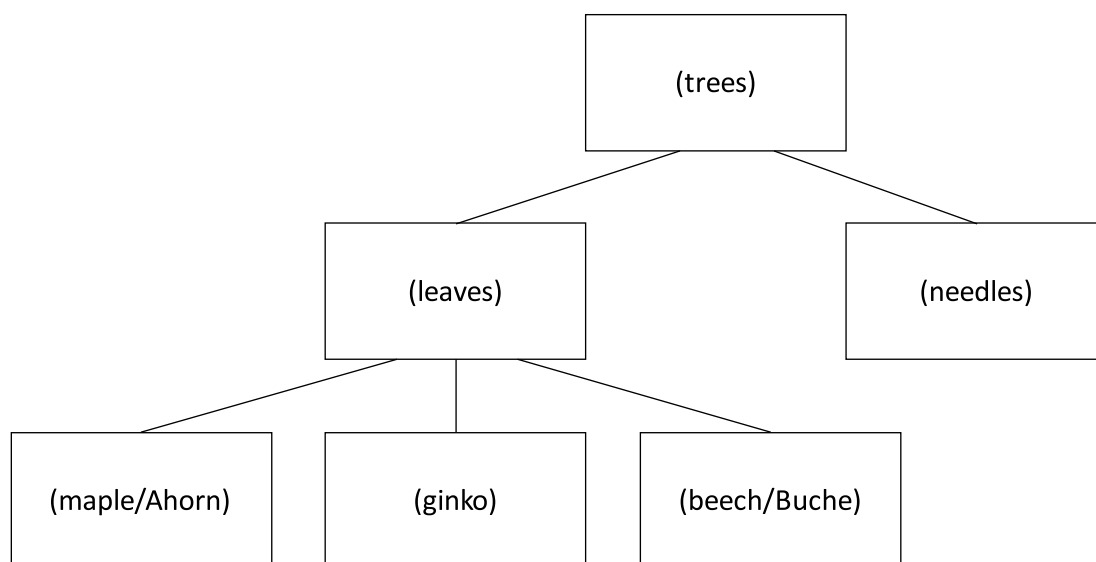 (trees)
(leaves)
(needles)
(maple/Ahorn)
(ginko)
(beech/Buche)